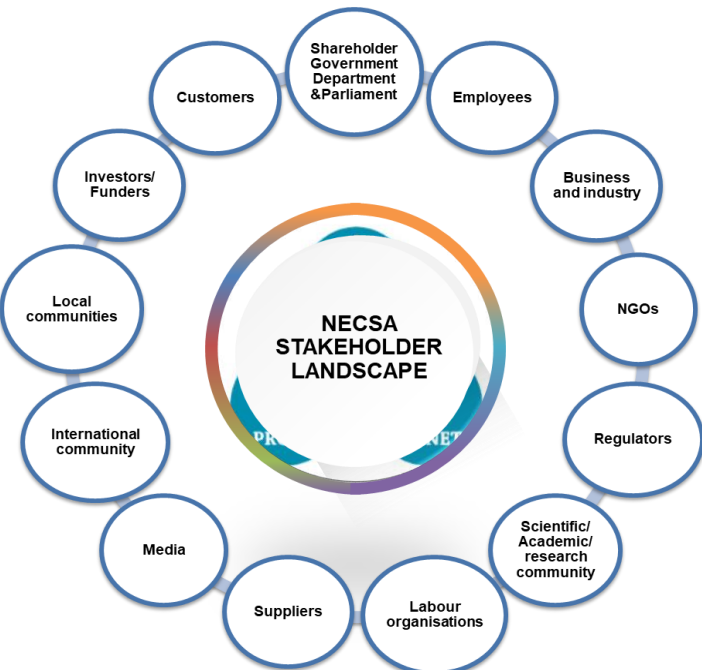 Shareholder
Government
Department
&Parliament
Employees
Business
and industry
NGOs
Regulators
Scientific/
Academic/
research
community
Labour
organisations
Suppliers
Media
International
community
Local
communities
Investors/
Funders
Customers
NECSA
STAKEHOLDER
LANDSCAPE